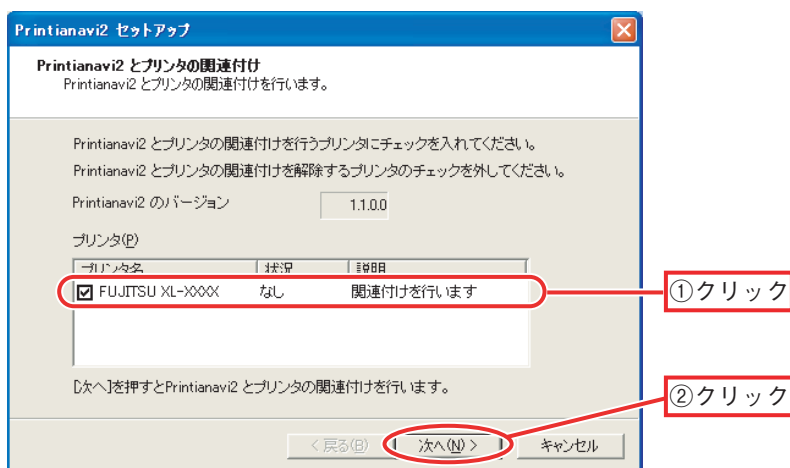 Printianavi2 セットアップ
Printianavi2 とプリンタの関連付け
Printianavi2 とプリンタの関連付けを行います。
Printianavi2 とプリンタの関連付けを行うプリンタにチェックを入れてください。
Printianavi2 とプリンタの関連付けを解除するプリンタのチェックを外してください。
Printianavi2 のバージョン 1.1.0.0
プリンタ(P)
プリンタ名 状況 説明
FUJITSU XL-XXXX なし 関連付けを行います
①クリック
[次へ]を押すとPrintianavi2 とプリンタの関連付けを行います。
②クリック
< 戻る(B) 次へ(N) > キャンセル